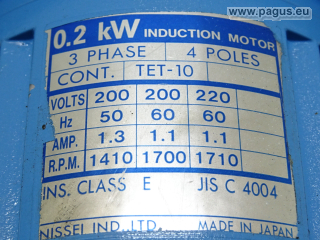 www.pagus.eu
0.2 kW INDUCTION MOTOR
3 PHASE 4 POLES
CONT. TET-10
VOLTS 200 200 220
Hz 50 60 60
AMP. 1.3 1.1 1.1
R.P.M. 1410 1700 1710
INS. CLASS E JIS C 4004
NISSEI IND. LTD. MADE IN JAPAN